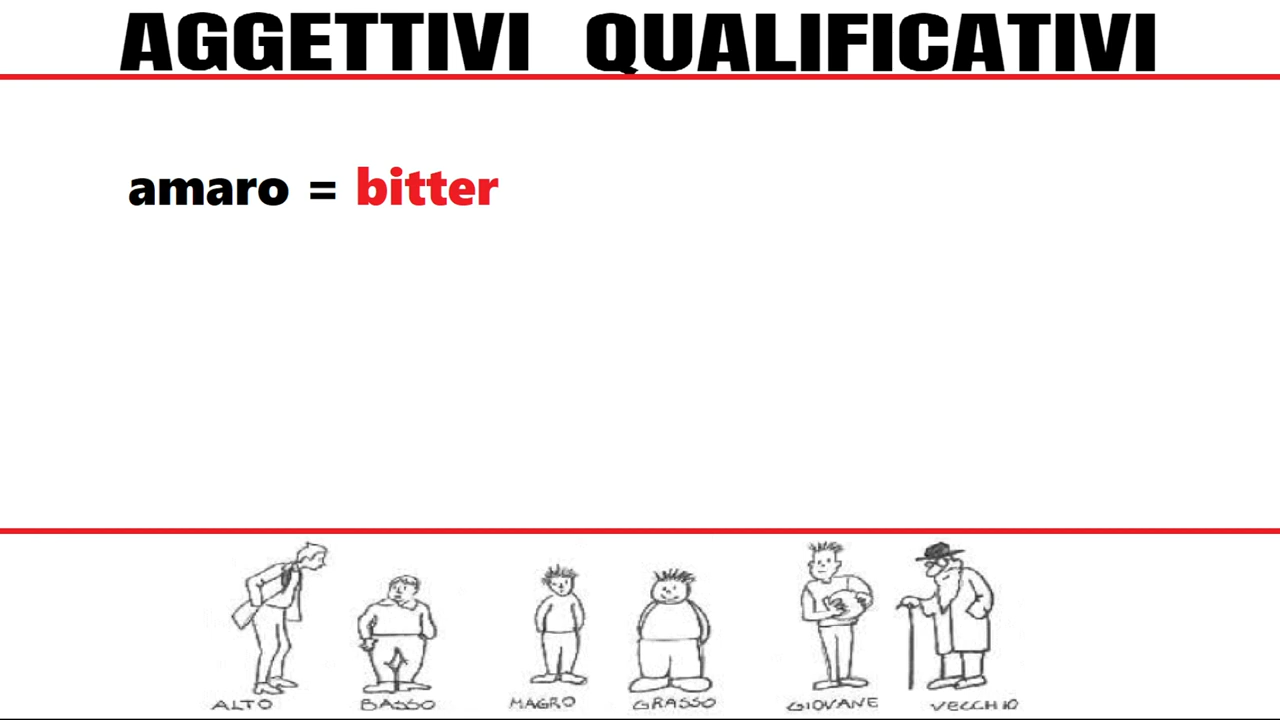 AGGETTIVI QUALIFICATIVI
amaro = bitter
ALTO BASSO MAGRO GRASSO GIOVANE VECCHIO